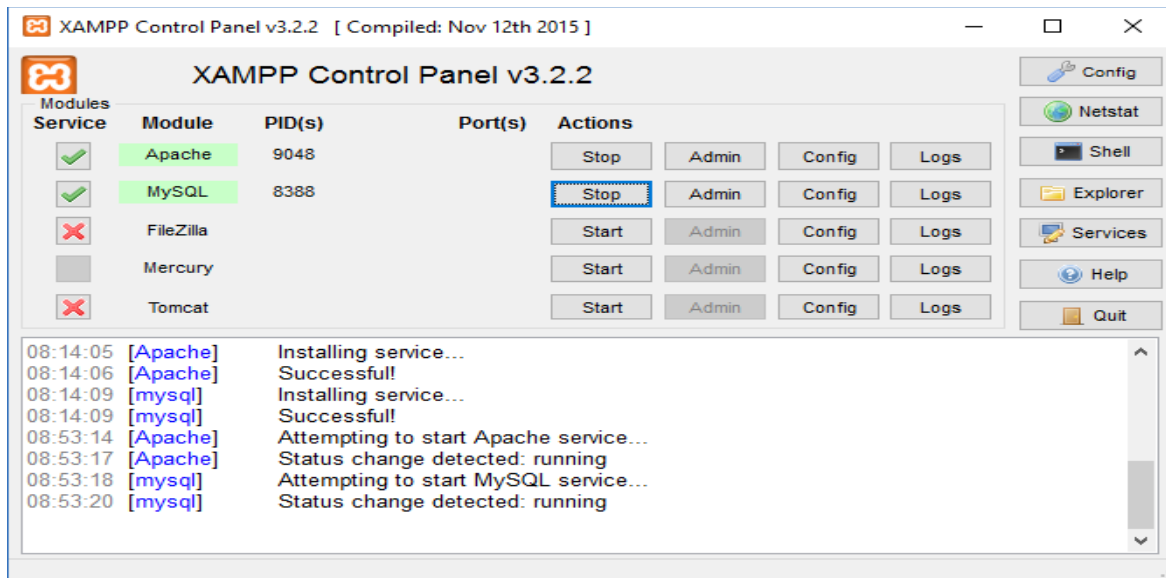 XAMPP Control Panel v3.2.2 [ Compiled: Nov 12th 2015 ]
XAMPP Control Panel v3.2.2
Config
Modules
Netstat
Service Module PID(s) Port(s) Actions
Apache 9048 Stop Admin Config Logs
Shell
MySQL 8388 Stop Admin Config Logs
Explorer
FileZilla Start Admin Config Logs
Services
Mercury Start Admin Config Logs
Help
Tomcat Start Admin Config Logs
Quit
08:14:05 [Apache] Installing service...
08:14:06 [Apache] Successful!
08:14:09 [mysql] Installing service...
08:14:09 [mysql] Successful!
08:53:14 [Apache] Attempting to start Apache service...
08:53:17 [Apache] Status change detected: running
08:53:18 [mysql] Attempting to start MySQL service...
08:53:20 [mysql] Status change detected: running